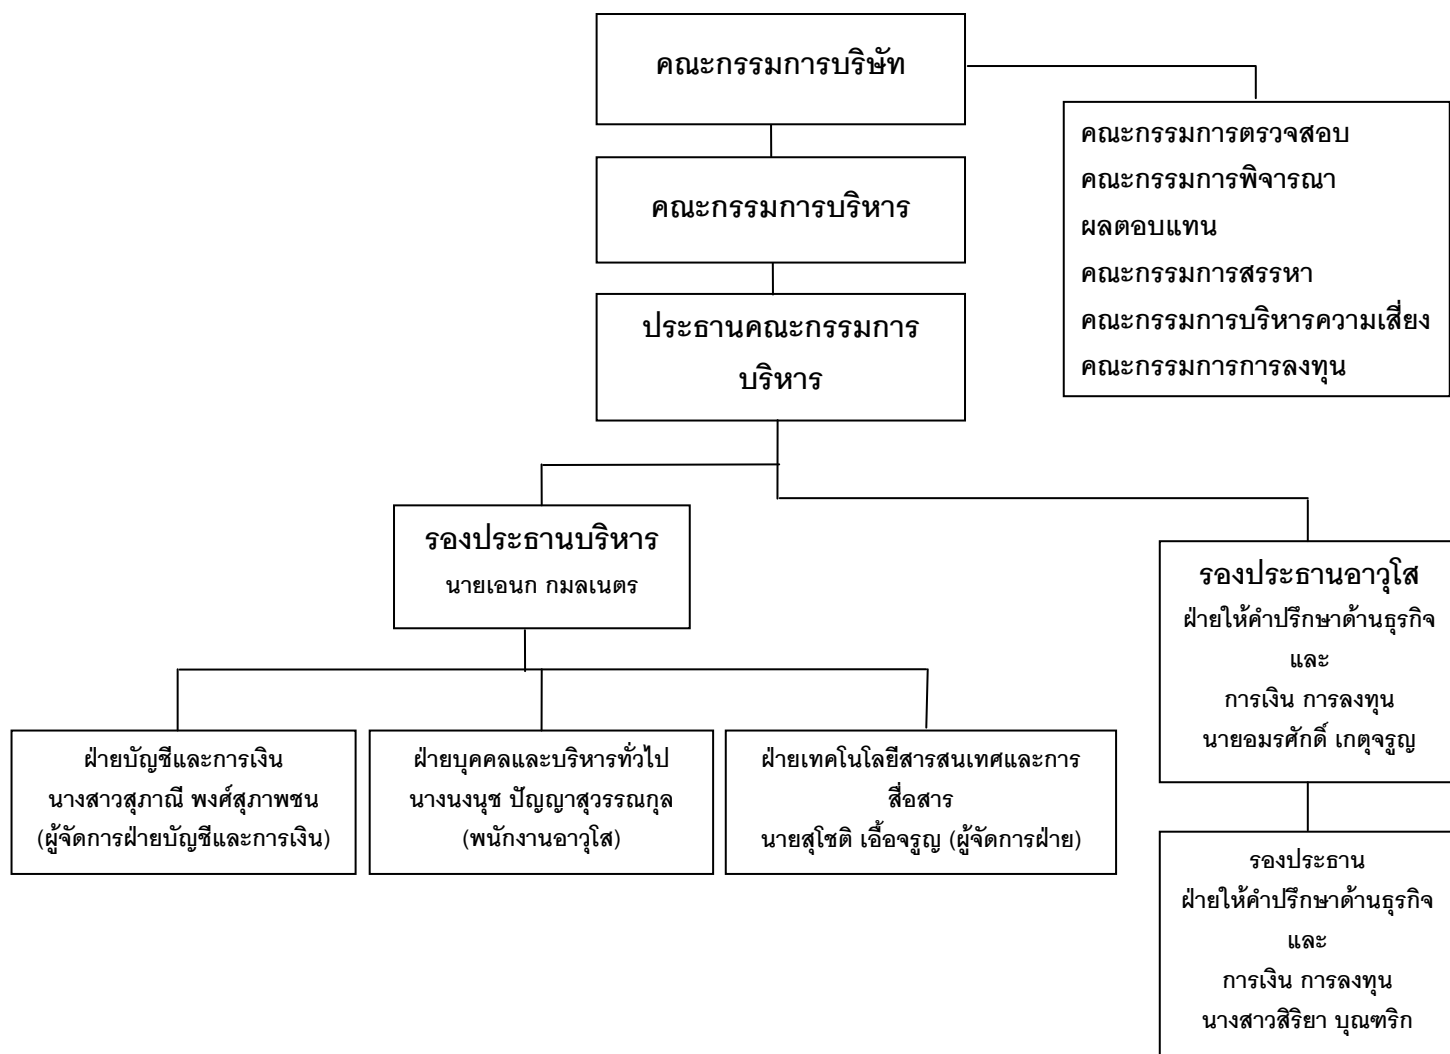 คณะกรรมการบริษัท
คณะกรรมการตรวจสอบ
คณะกรรมการพิจารณา
ผลตอบแทน
คณะกรรมการสรรหา
คณะกรรมการบริหารความเสี่ยง
คณะกรรมการการลงทุน
คณะกรรมการบริหาร
ประธานคณะกรรมการ
บริหาร
รองประธานบริหาร
นายเอนก กมลเนตร
รองประธานอาวุโส
ฝ่ายให้คำปรึกษาด้านธุรกิจ
และ
การเงิน การลงทุน
นายอมรศักดิ์ เกตุจรูญ
ฝ่ายบัญชีและการเงิน
นางสาวสุภาณี พงศ์สุภาพชน
(ผู้จัดการฝ่ายบัญชีและการเงิน)
ฝ่ายบุคคลและบริหารทั่วไป
นางนงนุช ปัญญาสุวรรณกุล
(พนักงานอาวุโส)
ฝ่ายเทคโนโลยีสารสนเทศและการ
สื่อสาร
นายสุโชติ เอื้อจรูญ (ผู้จัดการฝ่าย)
รองประธาน
ฝ่ายให้คำปรึกษาด้านธุรกิจ
และ
การเงิน การลงทุน
นางสาวสิริยา บุณฑริก